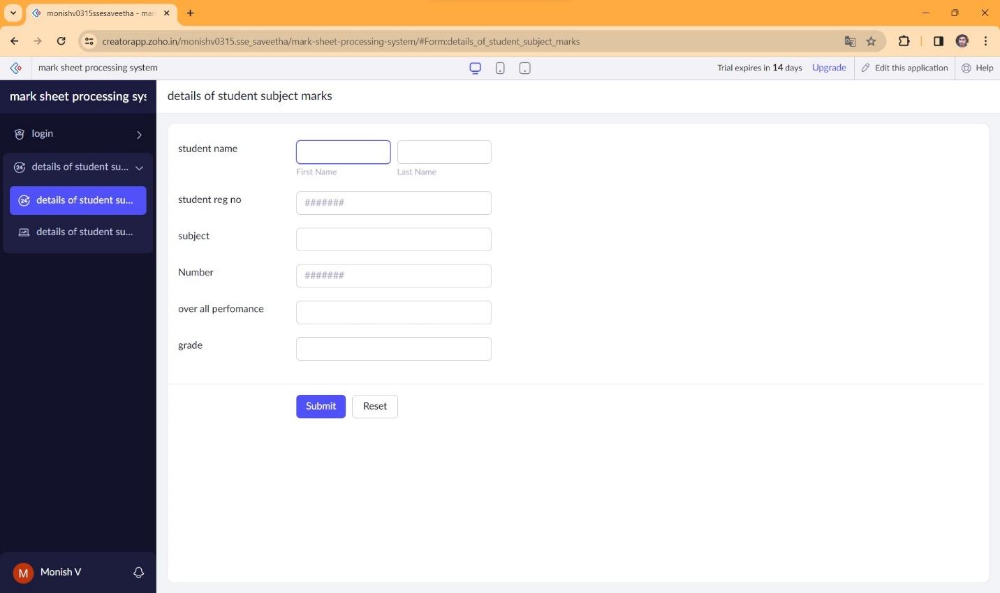 monishv0315ssesaveetha - mar
creatorapp.zoho.in/monishv0315.sse_saveetha/mark-sheet-processing-system/#Form:details_of_student_subject_marks
mark sheet processing system
Trial expires in 14 days Upgrade Edit this application Help
mark sheet processing sys
details of student subject marks
login
24 details of student su...
24 details of student su...
details of student su...
student name
First Name Last Name
student reg no #######
subject
Number #######
over all perfomance
grade
Submit Reset
M Monish V